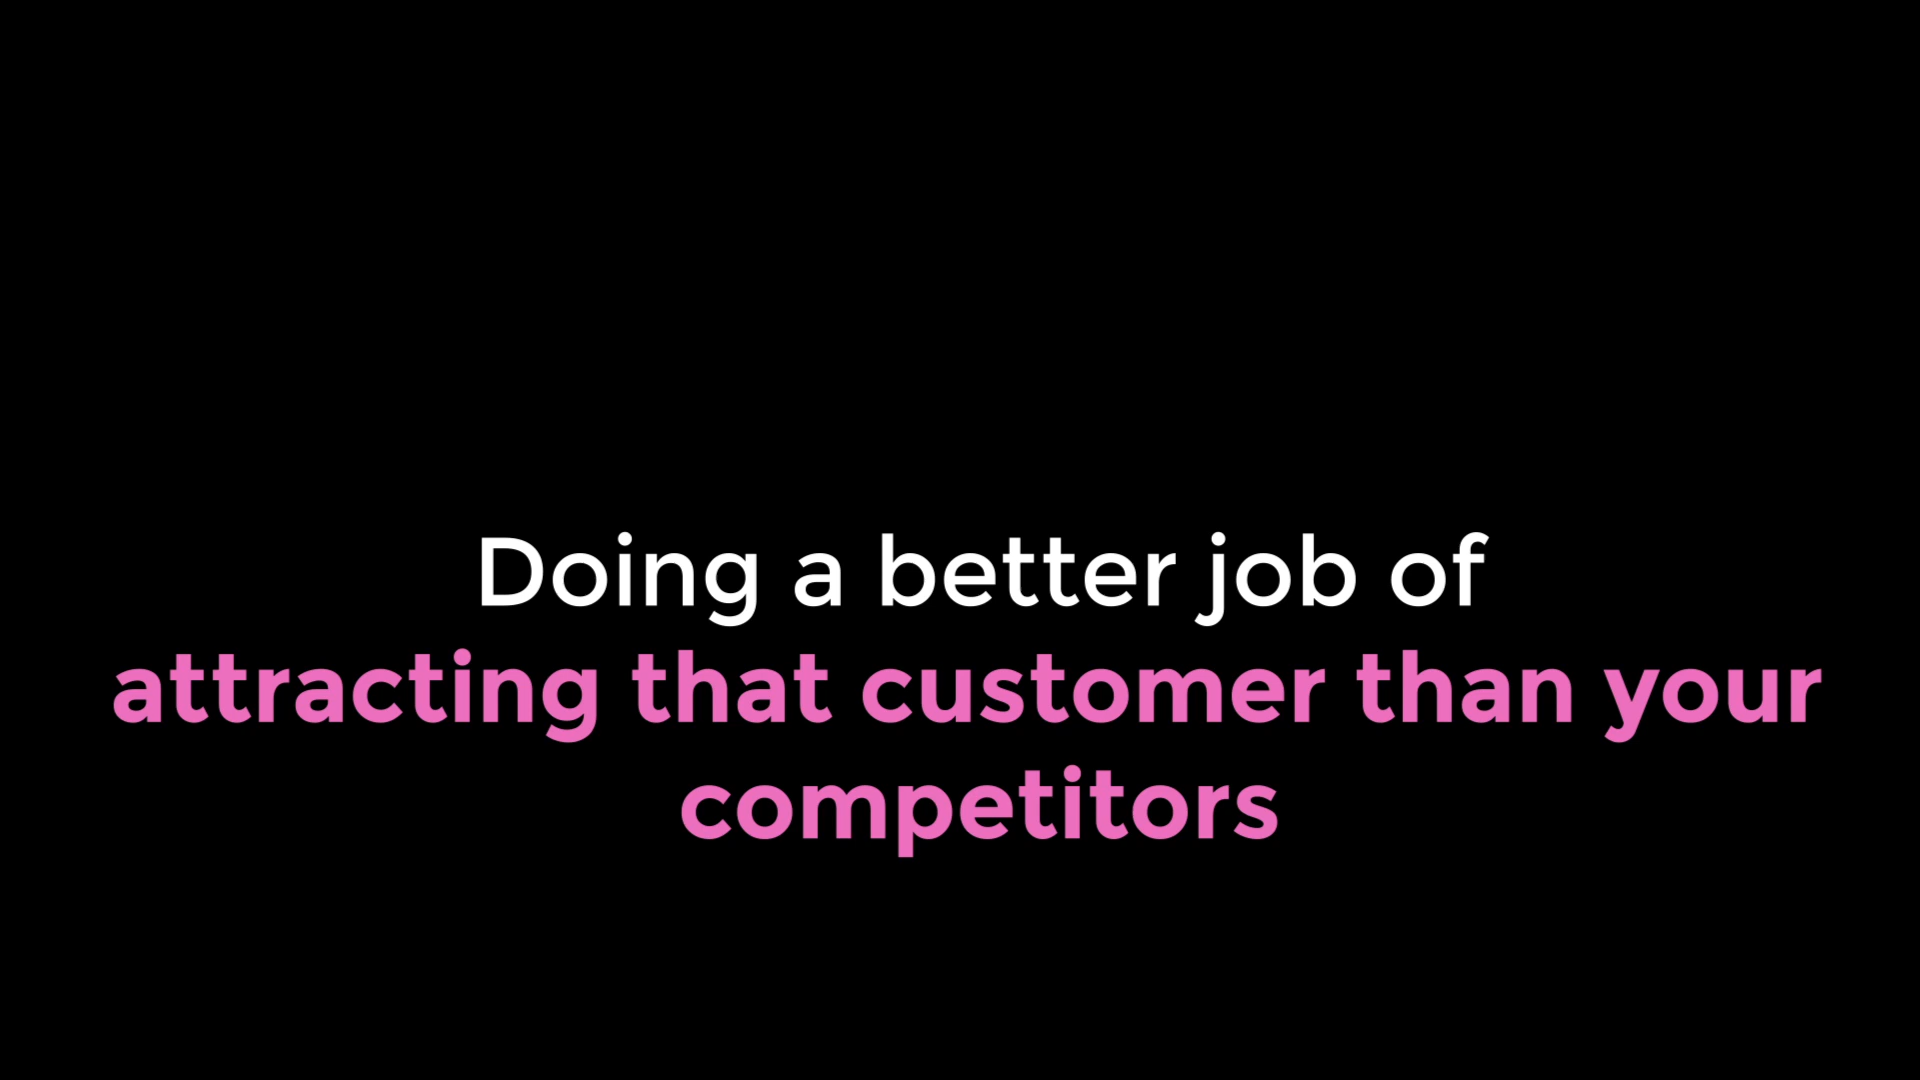 Doing a better job of
attracting that customer than your
competitors